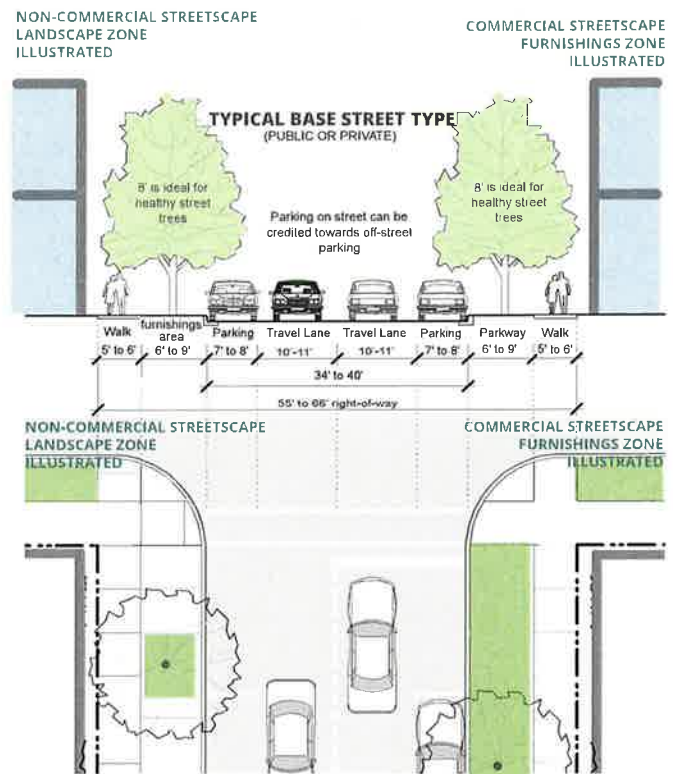 NON-COMMERCIAL STREETSCAPE
LANDSCAPE ZONE
ILLUSTRATED
COMMERCIAL STREETSCAPE
FURNISHINGS ZONE
ILLUSTRATED
TYPICAL BASE STREET TYPE
(PUBLIC OR PRIVATE)
8' is ideal for
healthy street
trees
Parking on street can be
credited towards off-street
parking
8' is ideal for
healthy street
trees
Walk
5' to 6'
furnishings
area
6' to 9'
Parking
7' to 8'
Travel Lane
10'-11'
Travel Lane
10'-11'
Parking
7' to 8'
Parkway
6' to 9'
Walk
5' to 6'
34' to 40'
55' to 66' right-of-way
NON-COMMERCIAL STREETSCAPE
LANDSCAPE ZONE
ILLUSTRATED
COMMERCIAL STREETSCAPE
FURNISHINGS ZONE
ILLUSTRATED